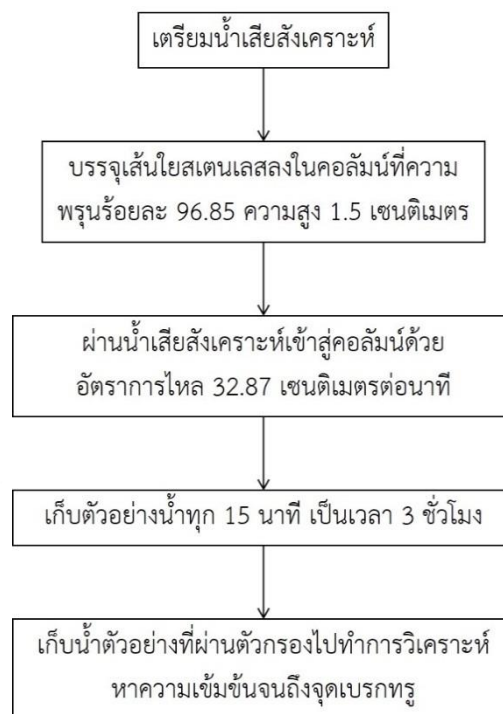 เตรียมน้ำเสียสังเคราะห์
บรรจุเส้นใยสเตนเลสลงในคอลัมน์ที่ความ
พรุนร้อยละ 96.85 ความสูง 1.5 เซนติเมตร
ผ่านน้ำเสียสังเคราะห์เข้าสู่คอลัมน์ด้วย
อัตราการไหล 32.87 เซนติเมตรต่อนาที
เก็บตัวอย่างน้ำทุก 15 นาที เป็นเวลา 3 ชั่วโมง
เก็บน้ำตัวอย่างที่ผ่านตัวกรองไปทำการวิเคราะห์
หาความเข้มข้นจนถึงจุดเบรกทรู